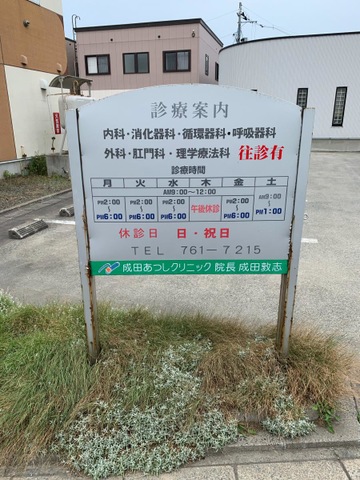 診療案内
内科・消化器科・循環器科・呼吸器科
外科・肛門科・理学療法科 往診有
診療時間
月 火 水 木 金 土
AM9:00～12:00
PM2:00～PM6:00 PM2:00～PM6:00 PM2:00～PM6:00 午後休診 PM2:00～PM6:00 AM9:00～PM1:00
休診日 日・祝日
TEL 761-7215
成田あつしクリニック 院長 成田敦志